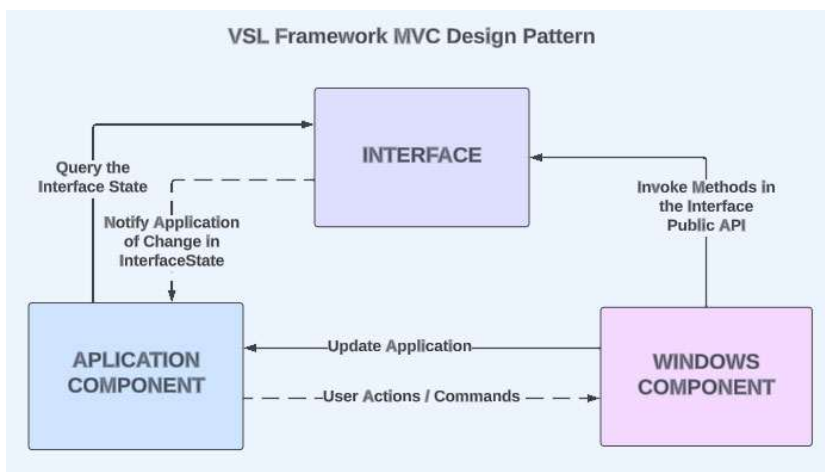 VSL Framework MVC Design Pattern
INTERFACE
Query the
Interface State
Notify Application
of Change in
InterfaceState
Invoke Methods in
the Interface
Public API
APLICATION
COMPONENT
Update Application
User Actions / Commands
WINDOWS
COMPONENT